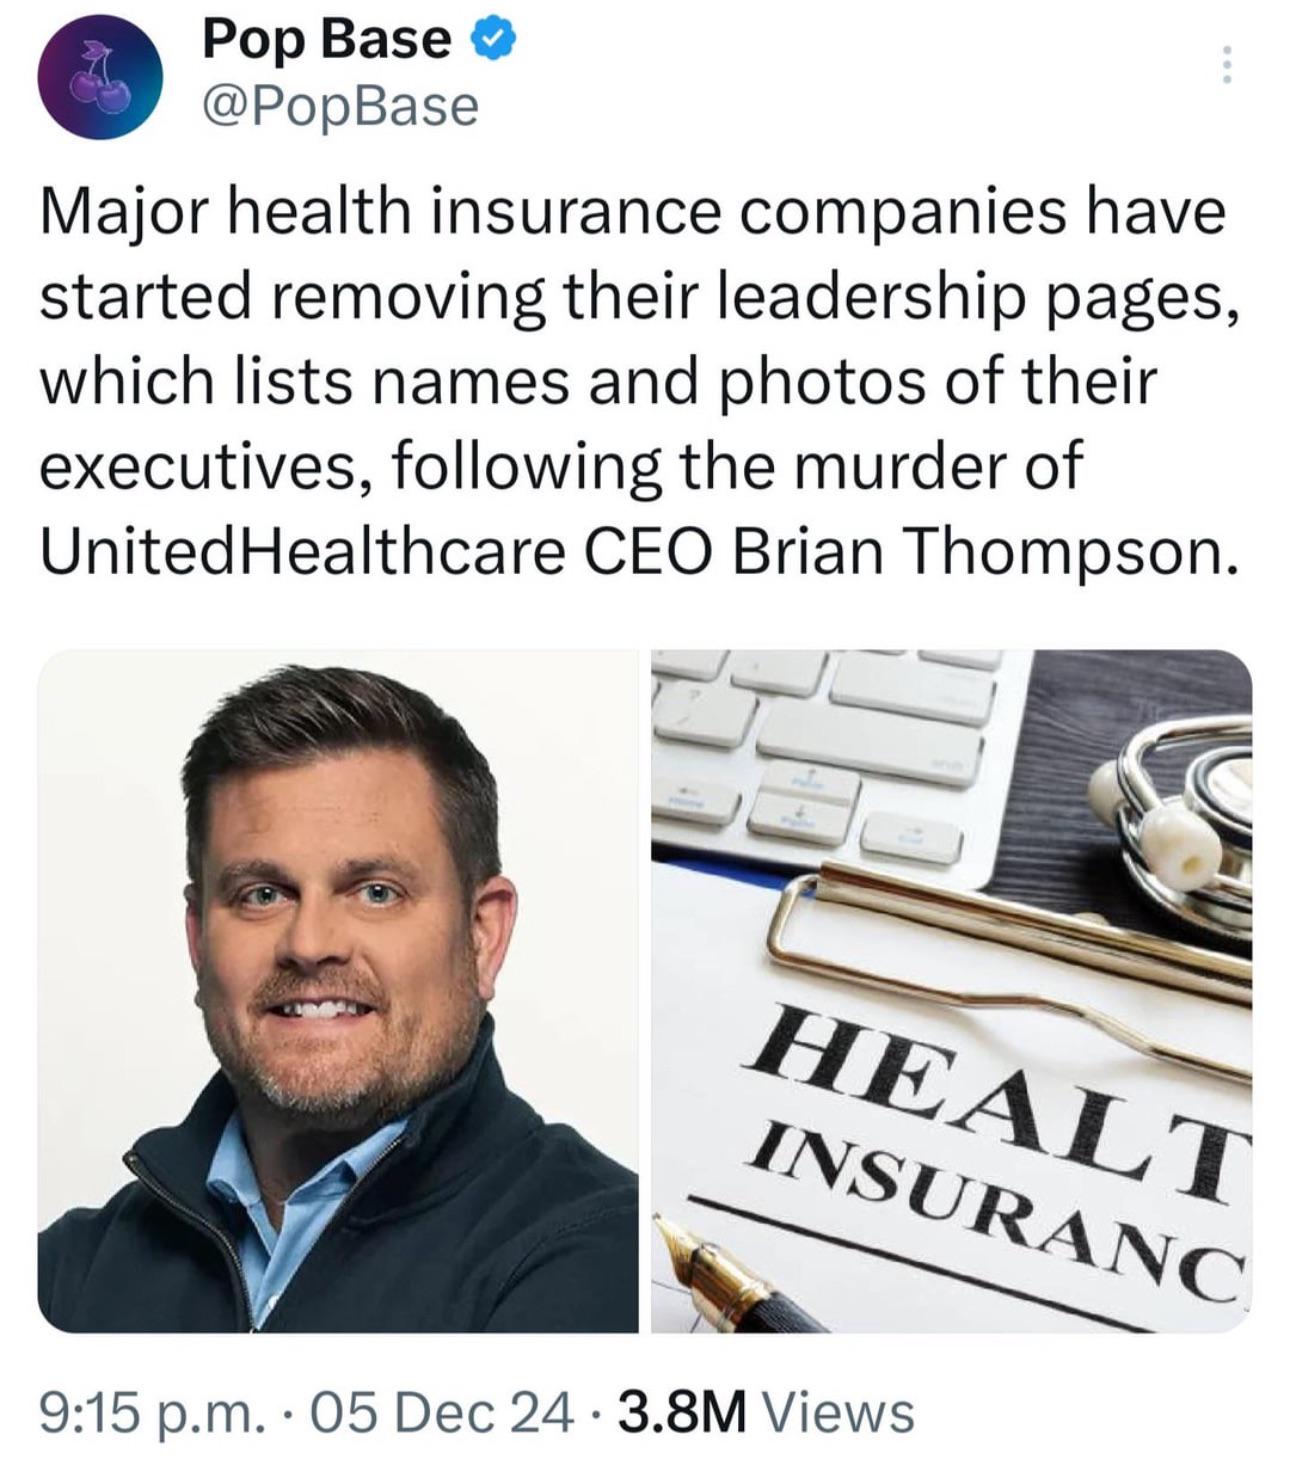 Pop Base
@PopBase
Major health insurance companies have
started removing their leadership pages,
which lists names and photos of their
executives, following the murder of
UnitedHealthcare CEO Brian Thompson.
HEALT
INSURANC
9:15 p.m. · 05 Dec 24 · 3.8M Views